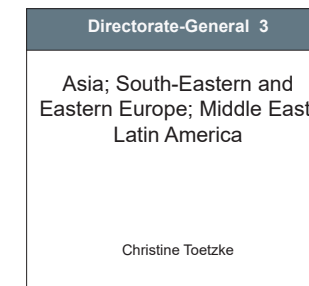 Directorate-General 3
Asia; South-Eastern and
Eastern Europe; Middle East
Latin America
Christine Toetzke